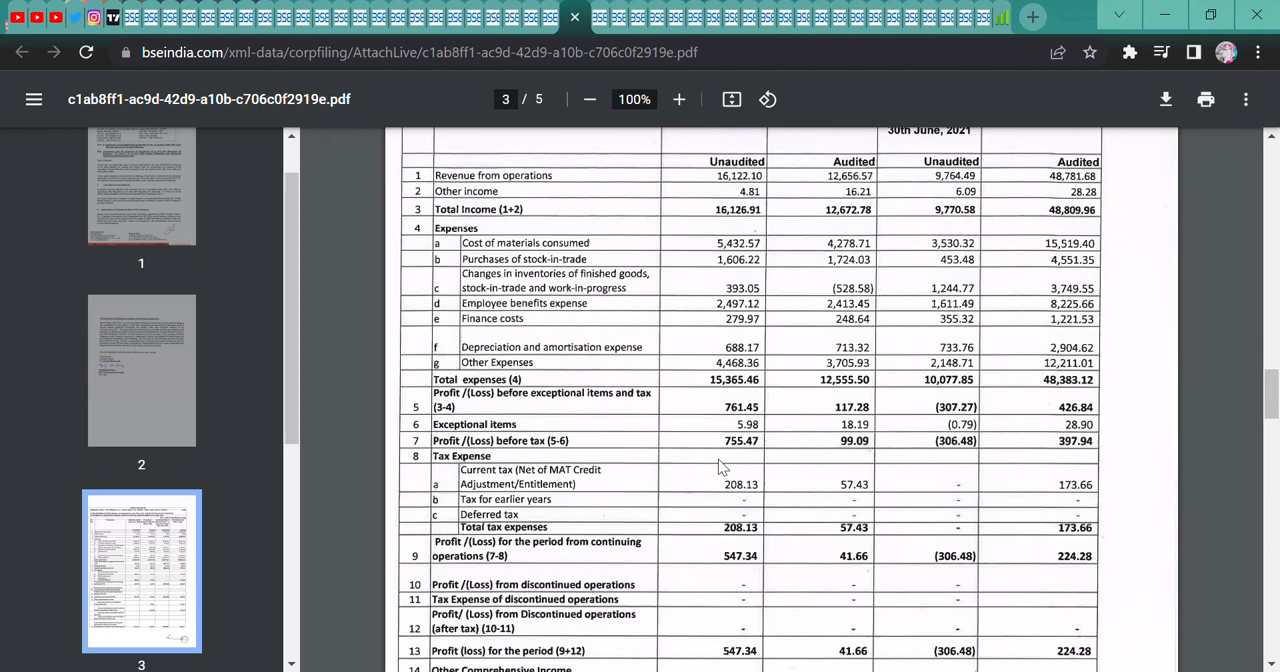 bseindia.com/xml-data/corpfiling/AttachLive/c1ab8ff1-ac9d-42d9-a10b-c706c0f2919e.pdf
c1ab8ff1-ac9d-42d9-a10b-c706c0f2919e.pdf 3 / 5 100%
30th June, 2021
Unaudited Audited Unaudited Audited
1 Revenue from operations 16,122.10 12,656.57 9,764.49 48,781.68
2 Other income 4.81 16.21 6.09 28.28
3 Total Income (1+2) 16,126.91 12,672.78 9,770.58 48,809.96
4 Expenses
a Cost of materials consumed 5,432.57 4,278.71 3,530.32 15,519.40
b Purchases of stock-in-trade 1,606.22 1,724.03 453.48 4,551.35
Changes in inventories of finished goods,
c stock-in-trade and work-in-progress 393.05 (528.58) 1,244.77 3,749.55
d Employee benefits expense 2,497.12 2,413.45 1,611.49 8,225.66
e Finance costs 279.97 248.64 355.32 1,221.53
f Depreciation and amortisation expense 688.17 713.32 733.76 2,904.62
g Other Expenses 4,468.36 3,705.93 2,148.71 12,211.01
Total expenses (4) 15,365.46 12,555.50 10,077.85 48,383.12
Profit /(Loss) before exceptional items and tax
5 (3-4) 761.45 117.28 (307.27) 426.84
6 Exceptional items 5.98 18.19 (0.79) 28.90
7 Profit /(Loss) before tax (5-6) 755.47 99.09 (306.48) 397.94
8 Tax Expense
Current tax (Net of MAT Credit
a Adjustment/Entitlement) 208.13 57.43 - 173.66
b Tax for earlier years - - - -
c Deferred tax - - - -
Total tax expenses 208.13 57.43 - 173.66
Profit /(Loss) for the period from continuing
9 operations (7-8) 547.34 41.66 (306.48) 224.28
10 Profit /(Loss) from discontinued operations - - - -
11 Tax Expense of discontinued operations - - - -
Profit/ (Loss) from Discontinued operations
12 (after tax) (10-11) - - - -
13 Profit (loss) for the period (9+12) 547.34 41.66 (306.48) 224.28
14 Other Comprehensive Income
1
2
3